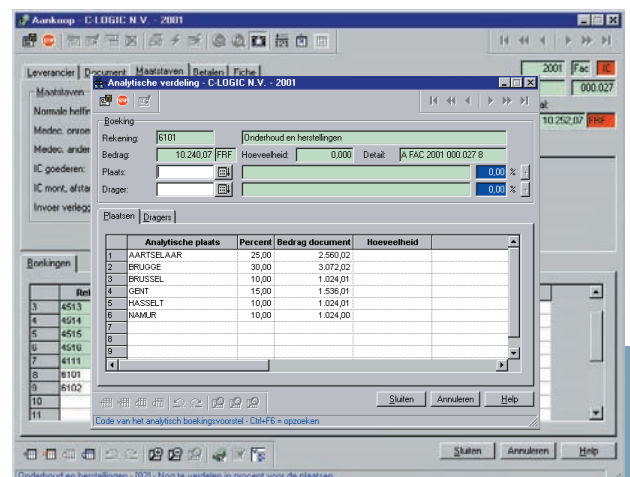 Aankoop - C-LOGIC N.V. - 2001
Leverancier Document Maatstaven Betalen Fiche
2001 Fac IC
000.027
10.252,07 FRF
Maatstaven
Normale heffin
Medec. onroe
Medec. ander
IC goederen:
IC mont, afsta
Invoer verlegg
Analytische verdeling - C-LOGIC N.V. - 2001
Boeking
Rekening: 6101 Onderhoud en herstellingen
Bedrag: 10.240,07 FRF Hoeveelheid: 0,000 Detail: A FAC 2001 000.027 8
Plaats: 0,00 %
Drager: 0,00 %
Plaatsen Dragers
Analytische plaats Percent Bedrag document Hoeveelheid
1 AARTSELAAR 25,00 2.560,02
2 BRUGGE 30,00 3.072,02
3 BRUSSEL 10,00 1.024,01
4 GENT 15,00 1.536,01
5 HASSELT 10,00 1.024,01
6 NAMUR 10,00 1.024,00
7
8
9
Sluiten Annuleren Help
Code van het analytisch boekingsvoorstel - Ctrl+F6 = opzoeken
Boekingen
Rel
3 4513
4 4514
5 4515
6 4516
7 4111
8 6101
9 6102
10
11
Sluiten Annuleren Help